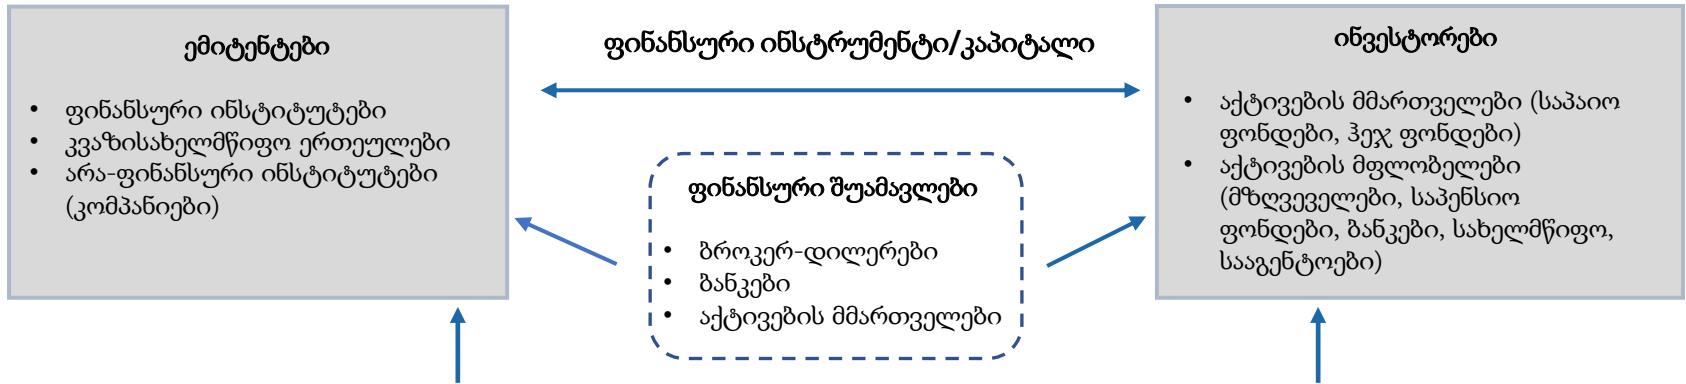 ემიტენტები
• ფინანსური ინსტიტუტები
• კვაზისახელმწიფო ერთეულები
• არა-ფინანსური ინსტიტუტები
(კომპანიები)
ფინანსური ინსტრუმენტი/კაპიტალი
ფინანსური შუამავლები
• ბროკერ-დილერები
• ბანკები
• აქტივების მმართველები
ინვესტორები
• აქტივების მმართველები (საპაიო
ფონდები, ჰეჯ ფონდები)
• აქტივების მფლობელები
(მზღვეველები, საპენსიო
ფონდები, ბანკები, სახელმწიფო,
სააგენტოები)